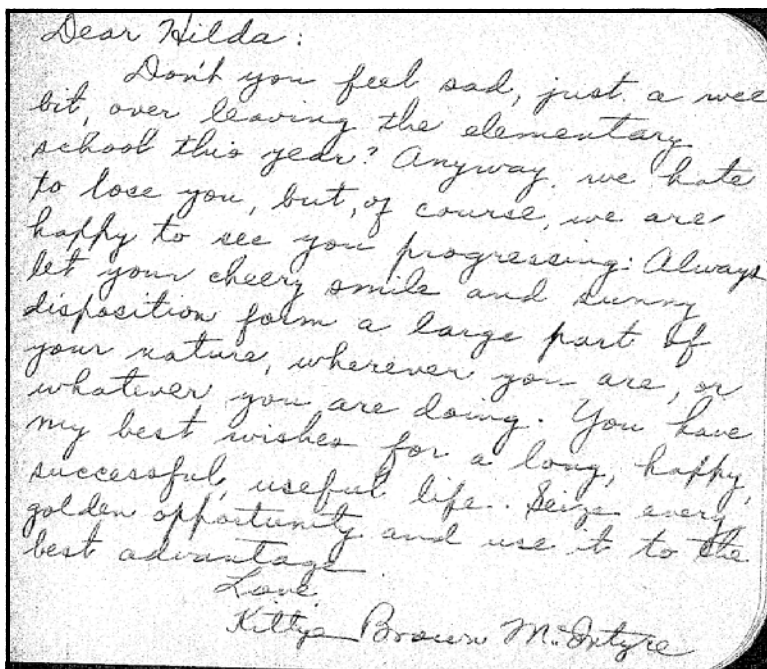 Dear Hilda:
Don't you feel sad, just a wee
bit, over leaving the elementary
school this year? Anyway, we hate
to lose you, but, of course, we are
happy to see you progressing. Always
let your cheery smile and sunny
disposition form a large part of
your nature, wherever you are, or
whatever you are doing. You have
my best wishes for a long, happy,
successful, useful life. Seize every
golden opportunity and use it to the
best advantage.
Love
Kittye Brown McIntyre